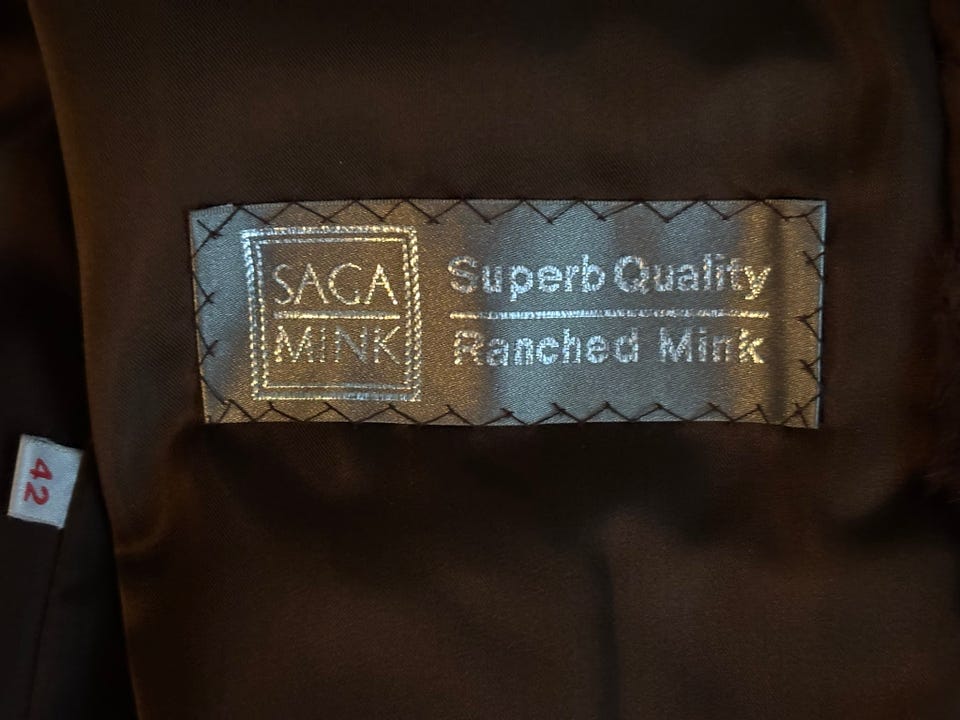 SAGA
MINK
Superb Quality
Ranched Mink
42